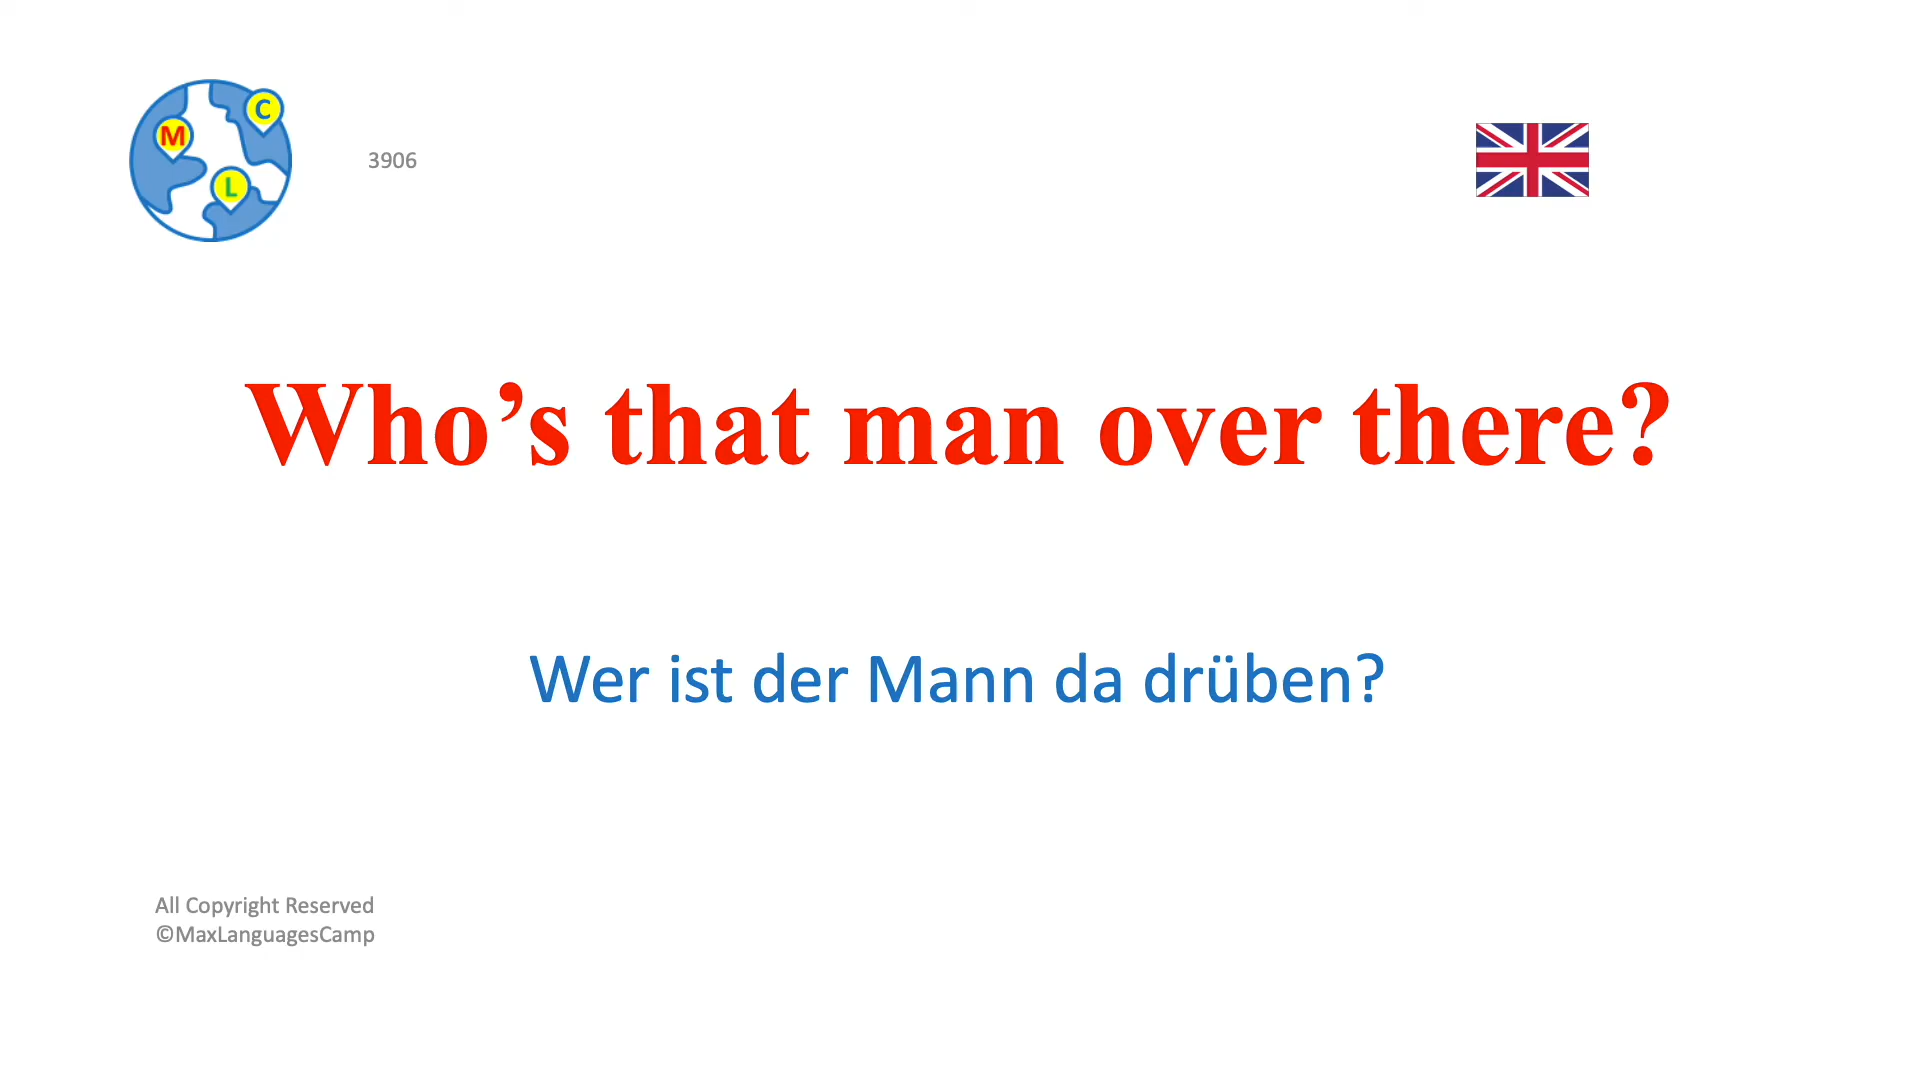 C
M
L
3906
Who’s that man over there?
Wer ist der Mann da drüben?
All Copyright Reserved
©MaxLanguagesCamp